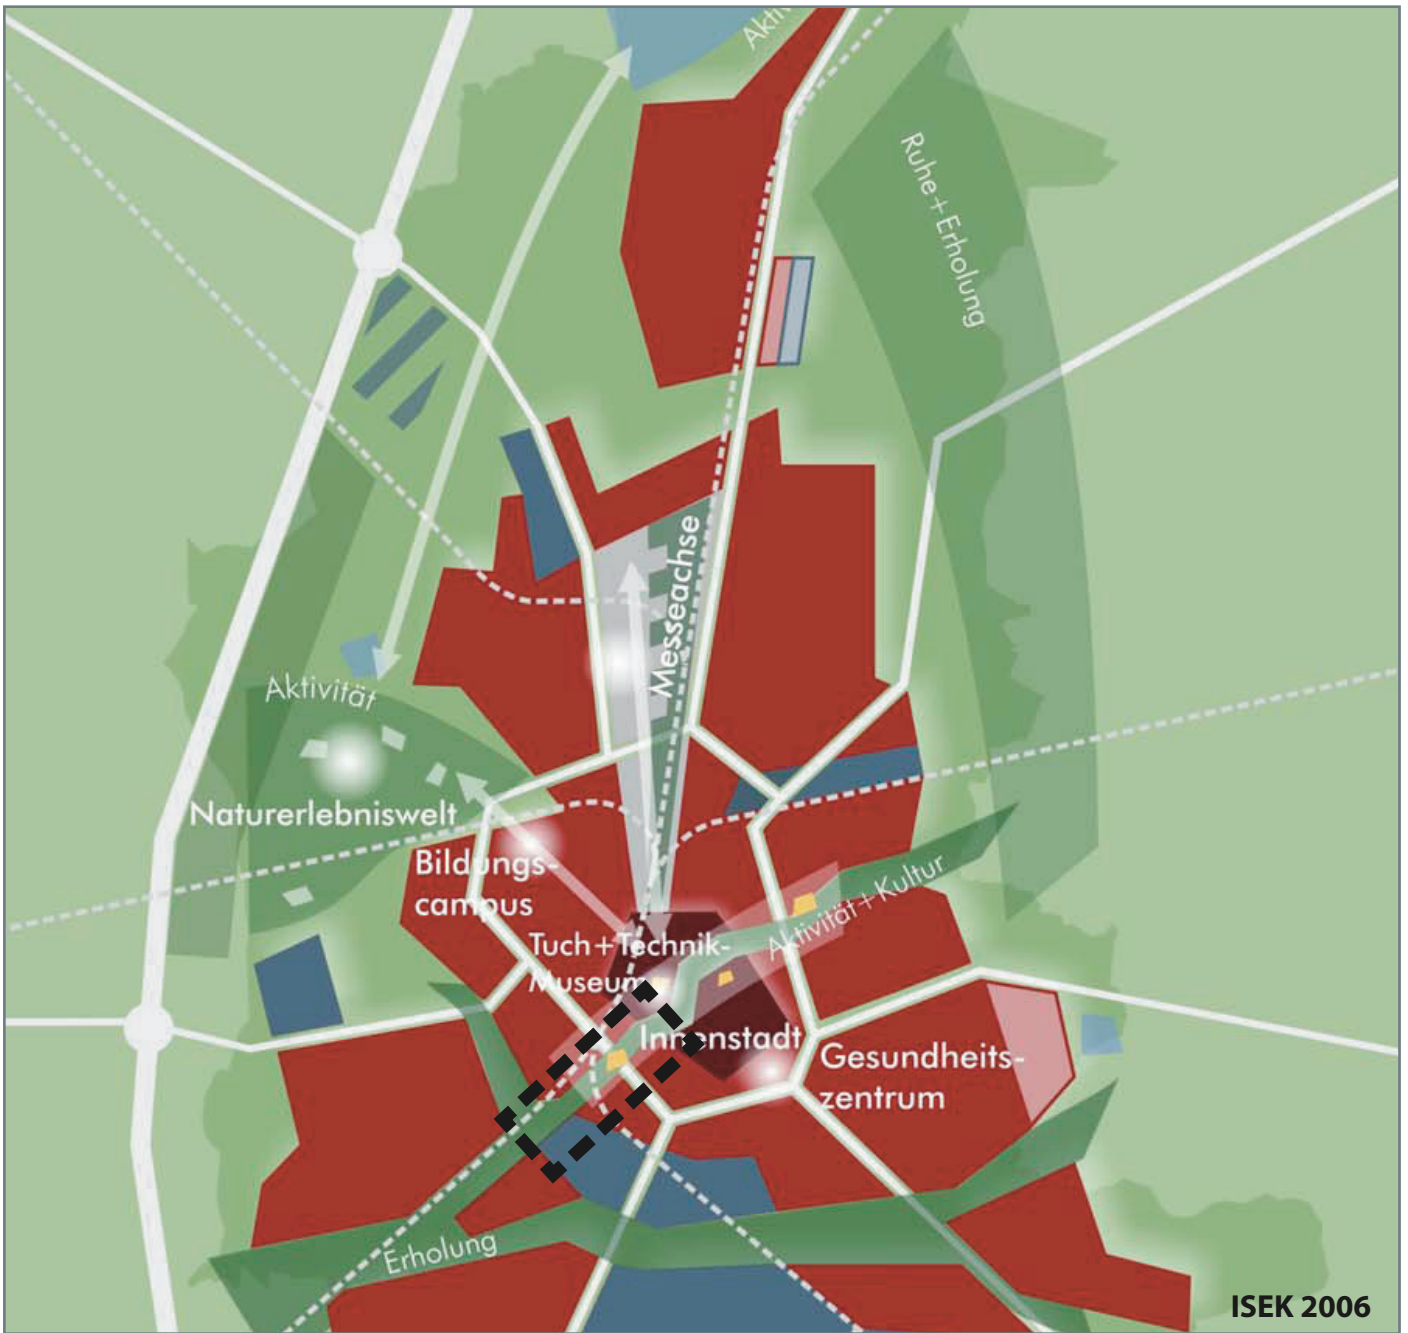 Aktiv
Ruhe+Erholung
Messeachse
Aktivität
Naturerlebniswelt
Bildungs-
campus
Aktivität+Kultur
Tuch+Technik-
Museum
Innenstadt
Gesundheits-
zentrum
Erholung
ISEK 2006